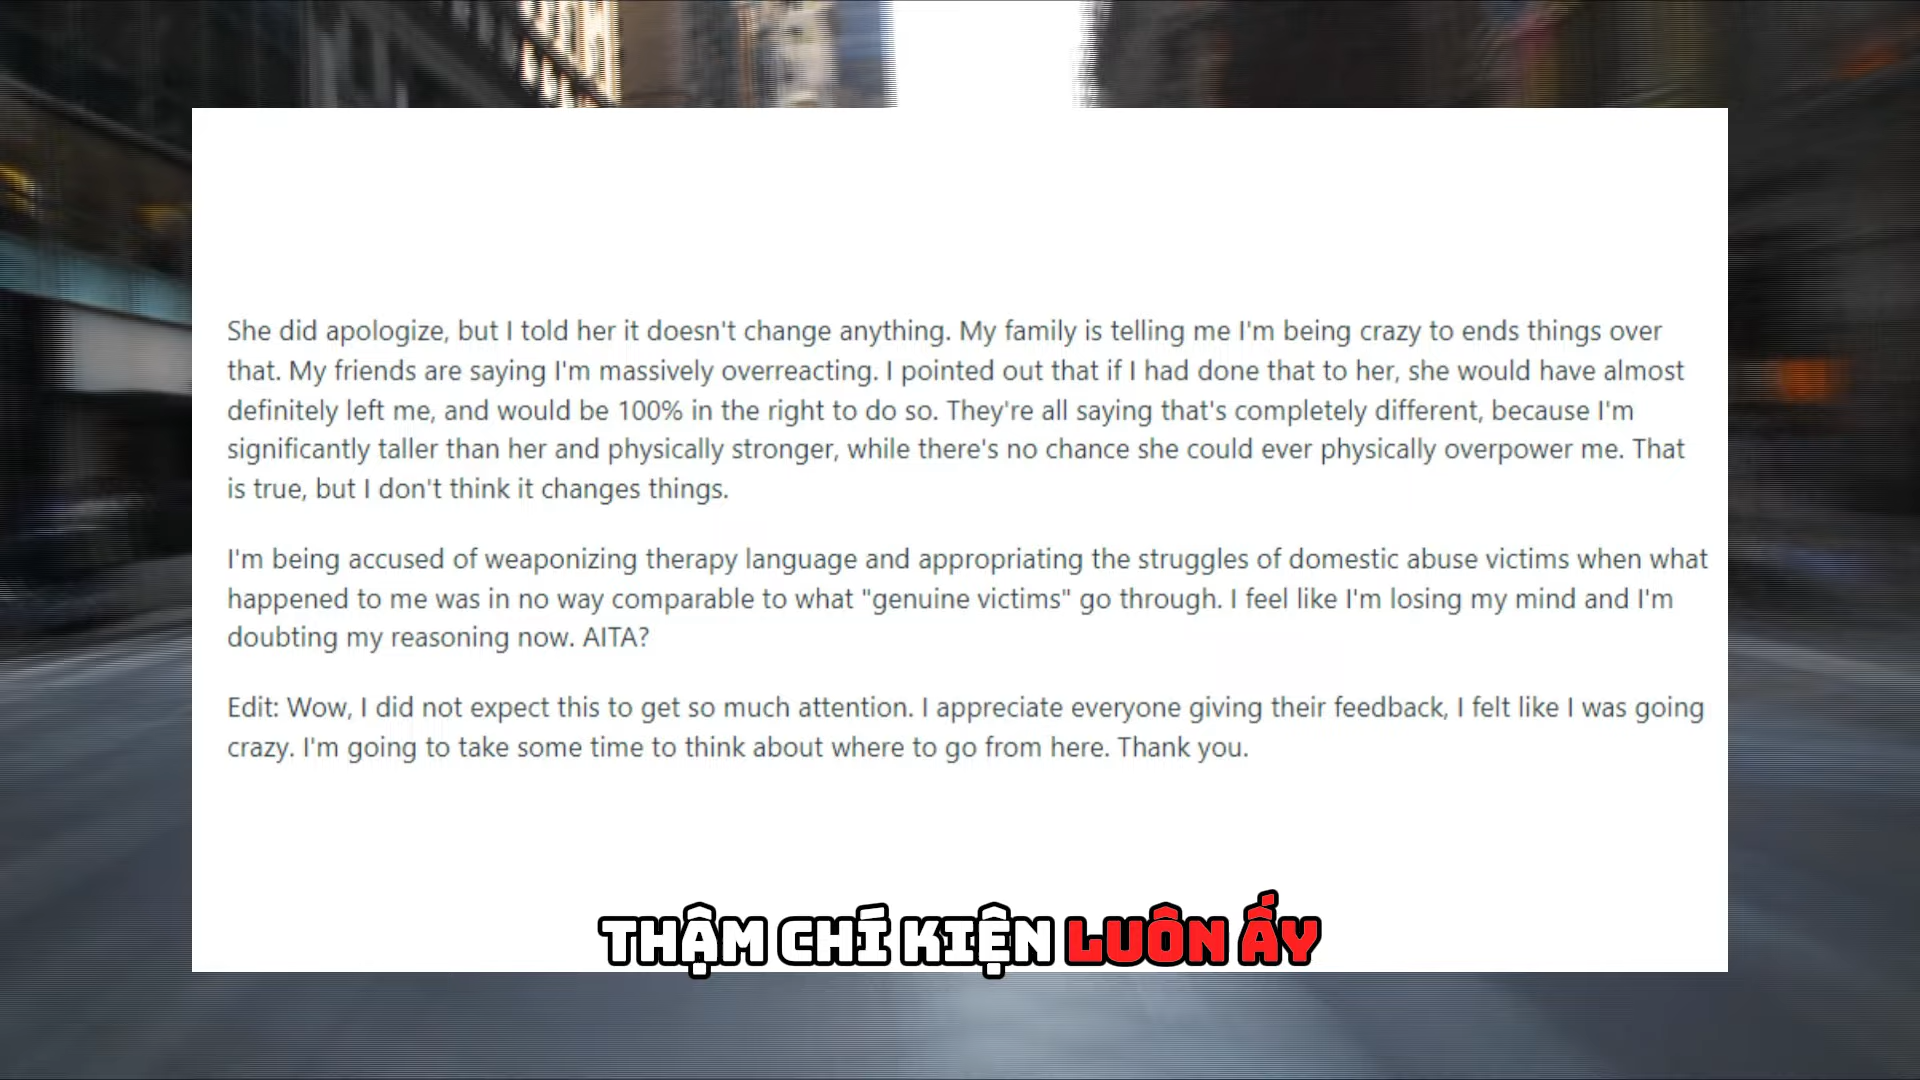 She did apologize, but I told her it doesn't change anything. My family is telling me I'm being crazy to ends things over
that. My friends are saying I'm massively overreacting. I pointed out that if I had done that to her, she would have almost
definitely left me, and would be 100% in the right to do so. They're all saying that's completely different, because I'm
significantly taller than her and physically stronger, while there's no chance she could ever physically overpower me. That
is true, but I don't think it changes things.
I'm being accused of weaponizing therapy language and appropriating the struggles of domestic abuse victims when what
happened to me was in no way comparable to what "genuine victims" go through. I feel like I'm losing my mind and I'm
doubting my reasoning now. AITA?
Edit: Wow, I did not expect this to get so much attention. I appreciate everyone giving their feedback, I felt like I was going
crazy. I'm going to take some time to think about where to go from here. Thank you.
THẬM CHÍ KIỆN LUÔN ẤY